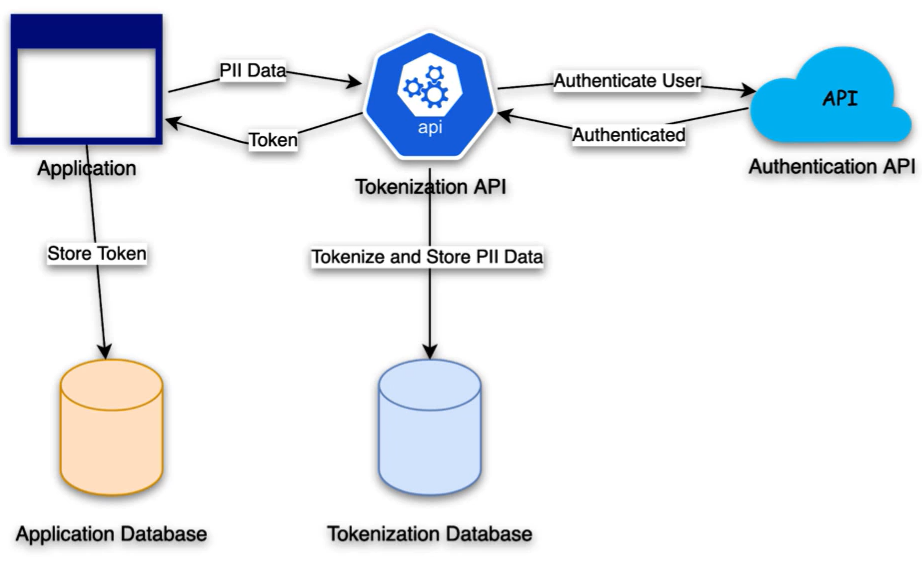 PII Data
Authenticate User
API
api
Token
Authenticated
Application
Tokenization API
Authentication API
Store Token
Tokenize and Store PII Data
Application Database
Tokenization Database